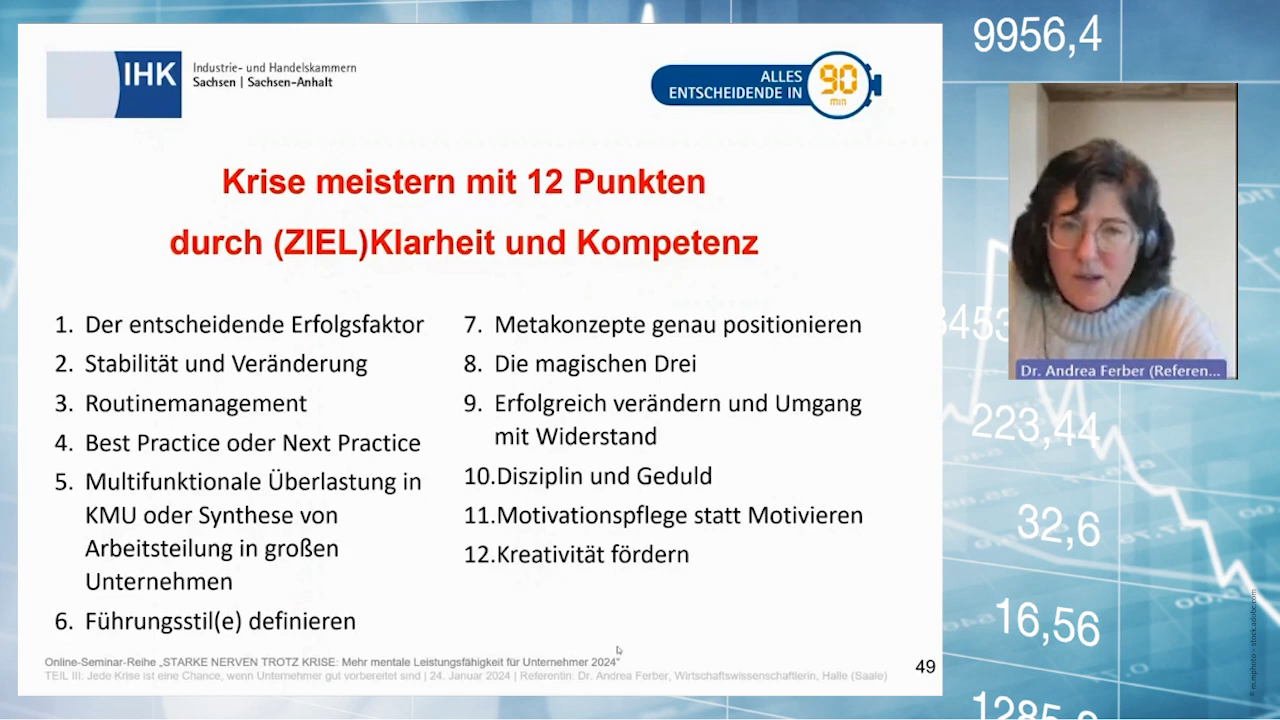 IHK
Industrie- und Handelskammern
Sachsen | Sachsen-Anhalt
ALLES
ENTSCHEIDENDE IN
90
min
Krise meistern mit 12 Punkten
durch (ZIEL)Klarheit und Kompetenz
1. Der entscheidende Erfolgsfaktor
2. Stabilität und Veränderung
3. Routinemanagement
4. Best Practice oder Next Practice
5. Multifunktionale Überlastung in
KMU oder Synthese von
Arbeitsteilung in großen
Unternehmen
6. Führungsstil(e) definieren
7. Metakonzepte genau positionieren
8. Die magischen Drei
9. Erfolgreich verändern und Umgang
mit Widerstand
10.Disziplin und Geduld
11.Motivationspflege statt Motivieren
12.Kreativität fördern
Online-Seminar-Reihe „STARKE NERVEN TROTZ KRISE: Mehr mentale Leistungsfähigkeit für Unternehmer 2024"
TEIL III: Jede Krise ist eine Chance, wenn Unternehmer gut vorbereitet sind | 24. Januar 2024 | Referentin: Dr. Andrea Ferber, Wirtschaftswissenschaftlerin, Halle (Saale)
49
9956,4
Dr. Andrea Ferber (Referen...
223,44
32,6
16,56